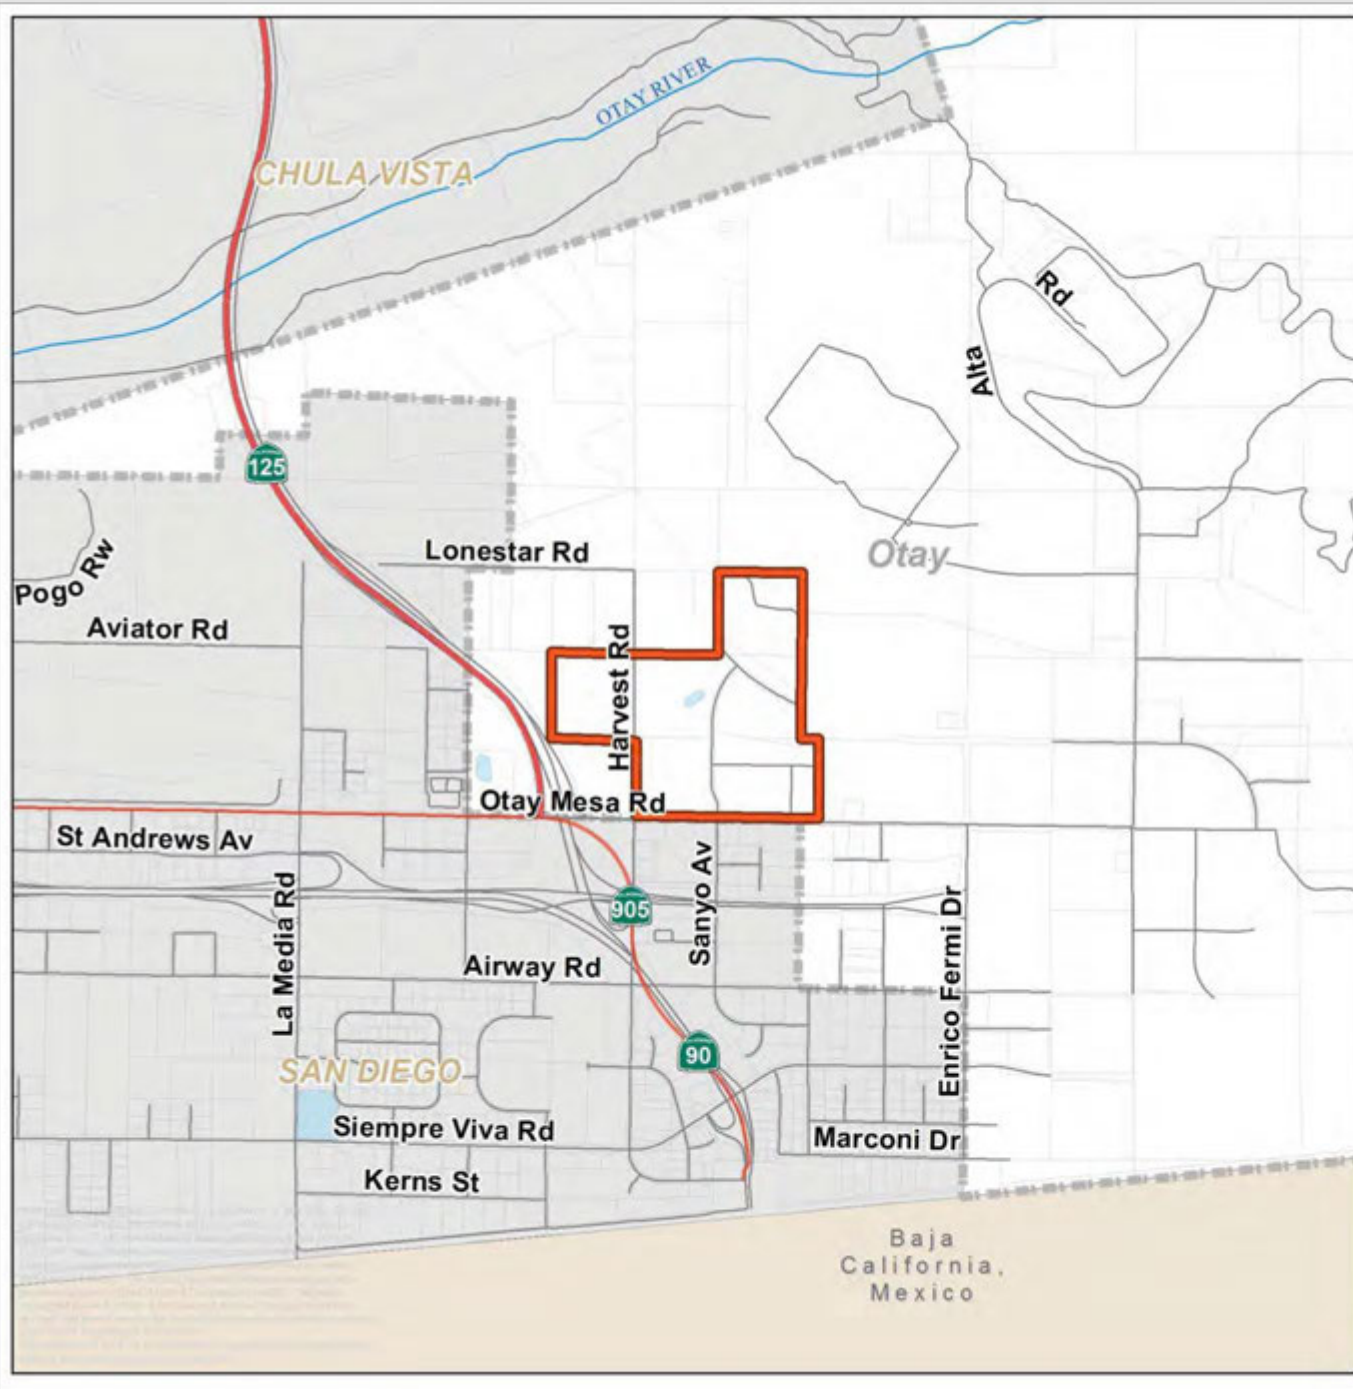 OTAY RIVER
CHULA VISTA
Rd
Alta
125
Lonestar Rd
Otay
Pogo Rw
Aviator Rd
Harvest Rd
Otay Mesa Rd
St Andrews Av
La Media Rd
905
Sanyo Av
Enrico Fermi Dr
Airway Rd
90
SAN DIEGO
Siempre Viva Rd
Marconi Dr
Kerns St
Baja
California,
Mexico